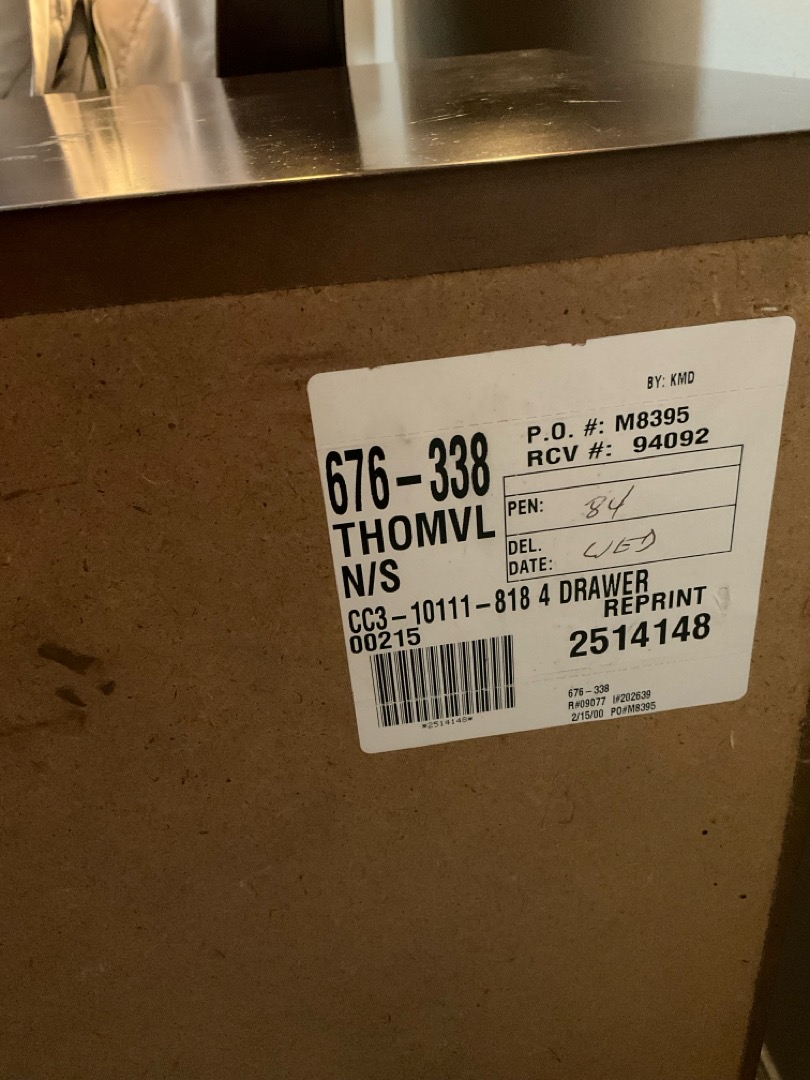 BY: KMD
P.O. #: M8395
RCV #: 94092
676-338
THOMVL
N/S
PEN: 84
DEL. DATE: WED
CC3-10111-818 4 DRAWER
REPRINT
00215
2514148
*2514148*
676-338
R#09077 I#202639
2/15/00 PO#M8395